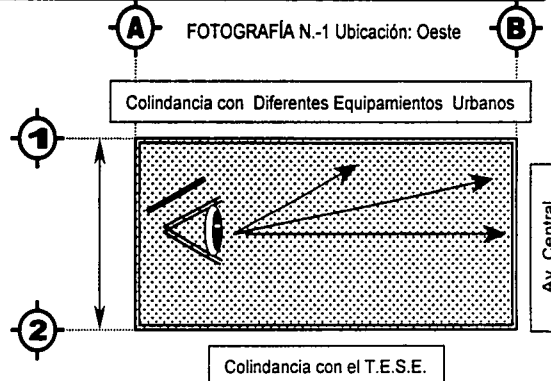 A
FOTOGRAFÍA N.-1 Ubicación: Oeste
B
Colindancia con Diferentes Equipamientos Urbanos
1
Av. Central
2
Colindancia con el T.E.S.E.